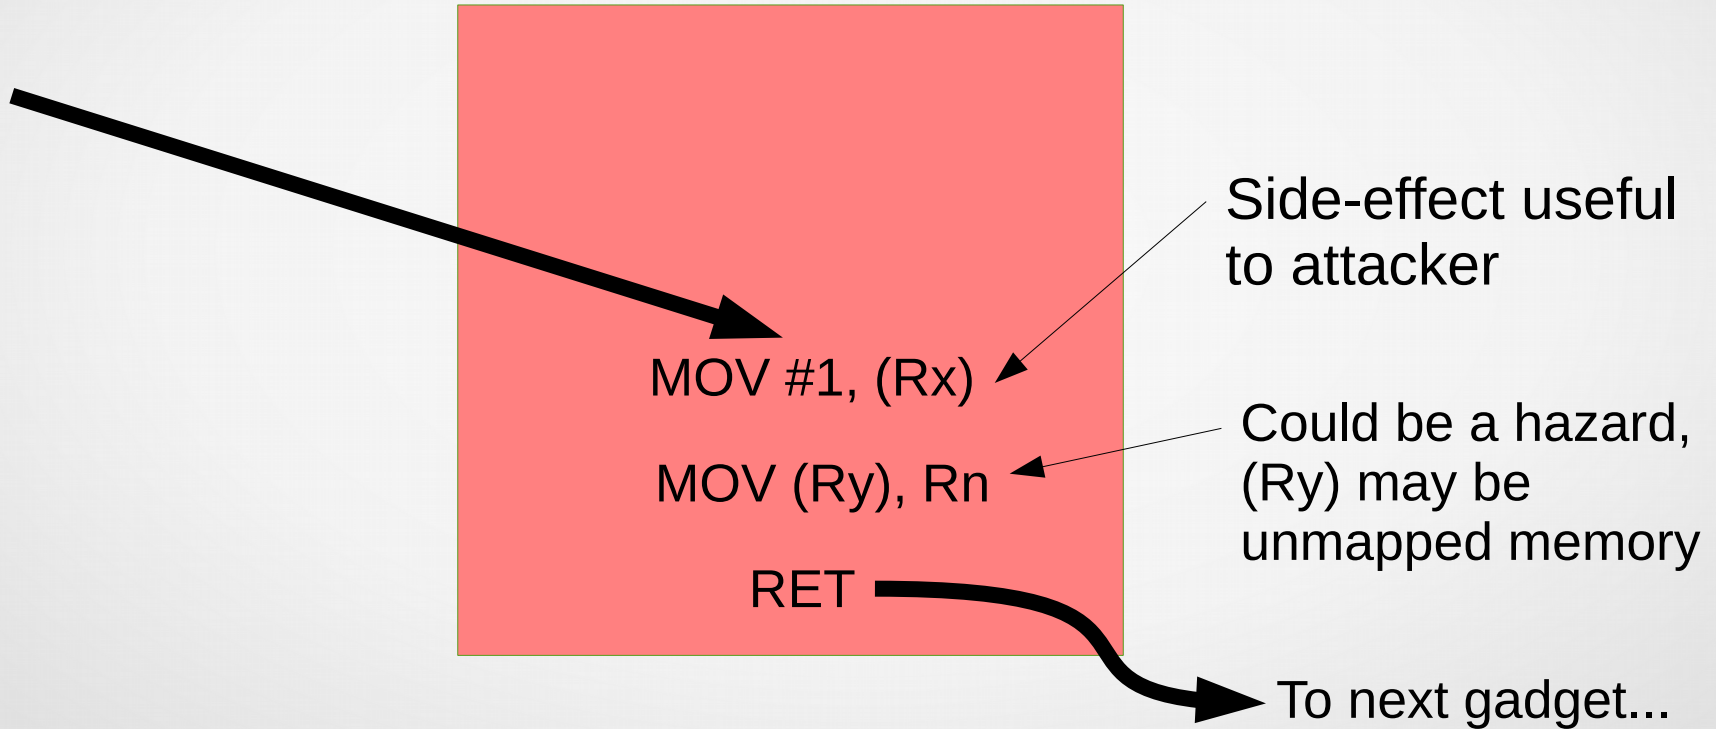 Side-effect useful
to attacker
MOV #1, (Rx)
Could be a hazard,
(Ry) may be
unmapped memory
MOV (Ry), Rn
RET
To next gadget...